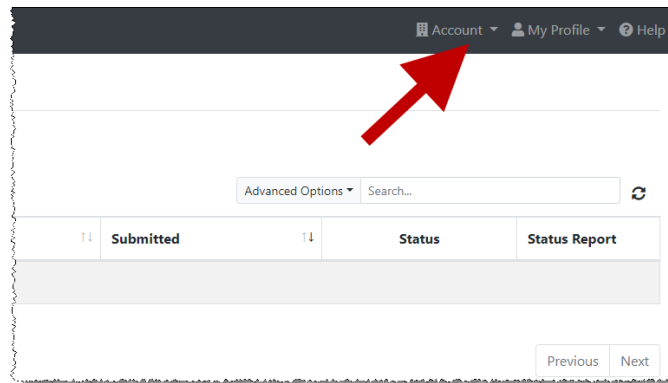 Account My Profile Help
Advanced Options Search...
Submitted Status Status Report
Previous Next